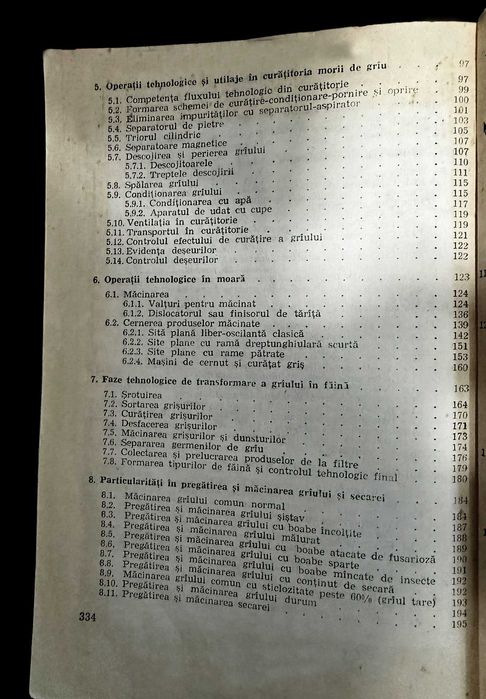 5. Operații tehnologice și utilaje în curățitoria morii de grîu . . . 97
5.1. Competența fluxului tehnologic din curățitorie . . . 97
5.2. Formarea schemei de curățire-condiționare-pornire și oprire . 99
5.3. Eliminarea impurităților cu separatorul-aspirator . . . 100
5.4. Separatorul de pietre . . . 101
5.5. Triorul cilindric . . . 103
5.6. Separatoare magnetice . . . 105
5.7. Descojirea și perierea grîului . . . 107
5.7.1. Descojitoarele . . . 107
5.7.2. Treptele descojirii . . . 110
5.8. Spălarea grîului . . . 111
5.9. Condiționarea grîului . . . 115
5.9.1. Condiționarea cu apă . . . 115
5.9.2. Aparatul de udat cu cupe . . . 117
5.10. Ventilația în curățitorie . . . 119
5.11. Transportul în curățitorie . . . 119
5.12. Controlul efectului de curățire a grîului . . . 121
5.13. Evidența deșeurilor . . . 122
5.14. Controlul deșeurilor . . . 122
6. Operații tehnologice în moară . . . 123
6.1. Măcinarea . . . 124
6.1.1. Valțuri pentru măcinat . . . 124
6.1.2. Dislocatorul sau finisorul de tărîță . . . 136
6.2. Cernerea produselor măcinate . . . 139
6.2.1. Sită plană liber-oscilantă clasică . . . 142
6.2.2. Site plane cu ramă dreptunghiulară scurtă . . . 151
6.2.3. Site plane cu rame pătrate . . . 153
6.2.4. Mașini de cernut și curățat griș . . . 160
7. Faze tehnologice de transformare a grîului în făină . . . 163
7.1. Șrotuirea . . . 164
7.2. Sortarea grișurilor . . . 170
7.3. Curățirea grișurilor . . . 171
7.4. Desfacerea grișurilor . . . 173
7.5. Măcinarea grișurilor și dunsturilor . . . 174
7.6. Separarea germenilor de grîu . . . 176
7.7. Colectarea și prelucrarea produselor de la filtre . . . 179
7.8. Formarea tipurilor de făină și controlul tehnologic final . . . 180
8. Particularități în pregătirea și măcinarea grîului și secarei . . . 184
8.1. Măcinarea grîului comun normal . . . 184
8.2. Pregătirea și măcinarea grîului șiștav . . . 187
8.3. Pregătirea și măcinarea grîului cu boabe încolțite . . . 188
8.4. Pregătirea și măcinarea grîului mălurat . . . 189
8.5. Pregătirea și măcinarea grîului cu boabe atacate de fusarioză . 190
8.6. Pregătirea și măcinarea grîului cu boabe sparte . . . 191
8.7. Pregătirea și măcinarea grîului cu boabe mîncate de insecte . 192
8.8. Pregătirea și măcinarea grîului cu conținut de secară . . . 192
8.9. Măcinarea grîului comun cu sticlozitate peste 60% (grîul tare) . 193
8.10. Pregătirea și măcinarea grîului durum . . . 194
8.11. Pregătirea și măcinarea secarei . . . 195
334